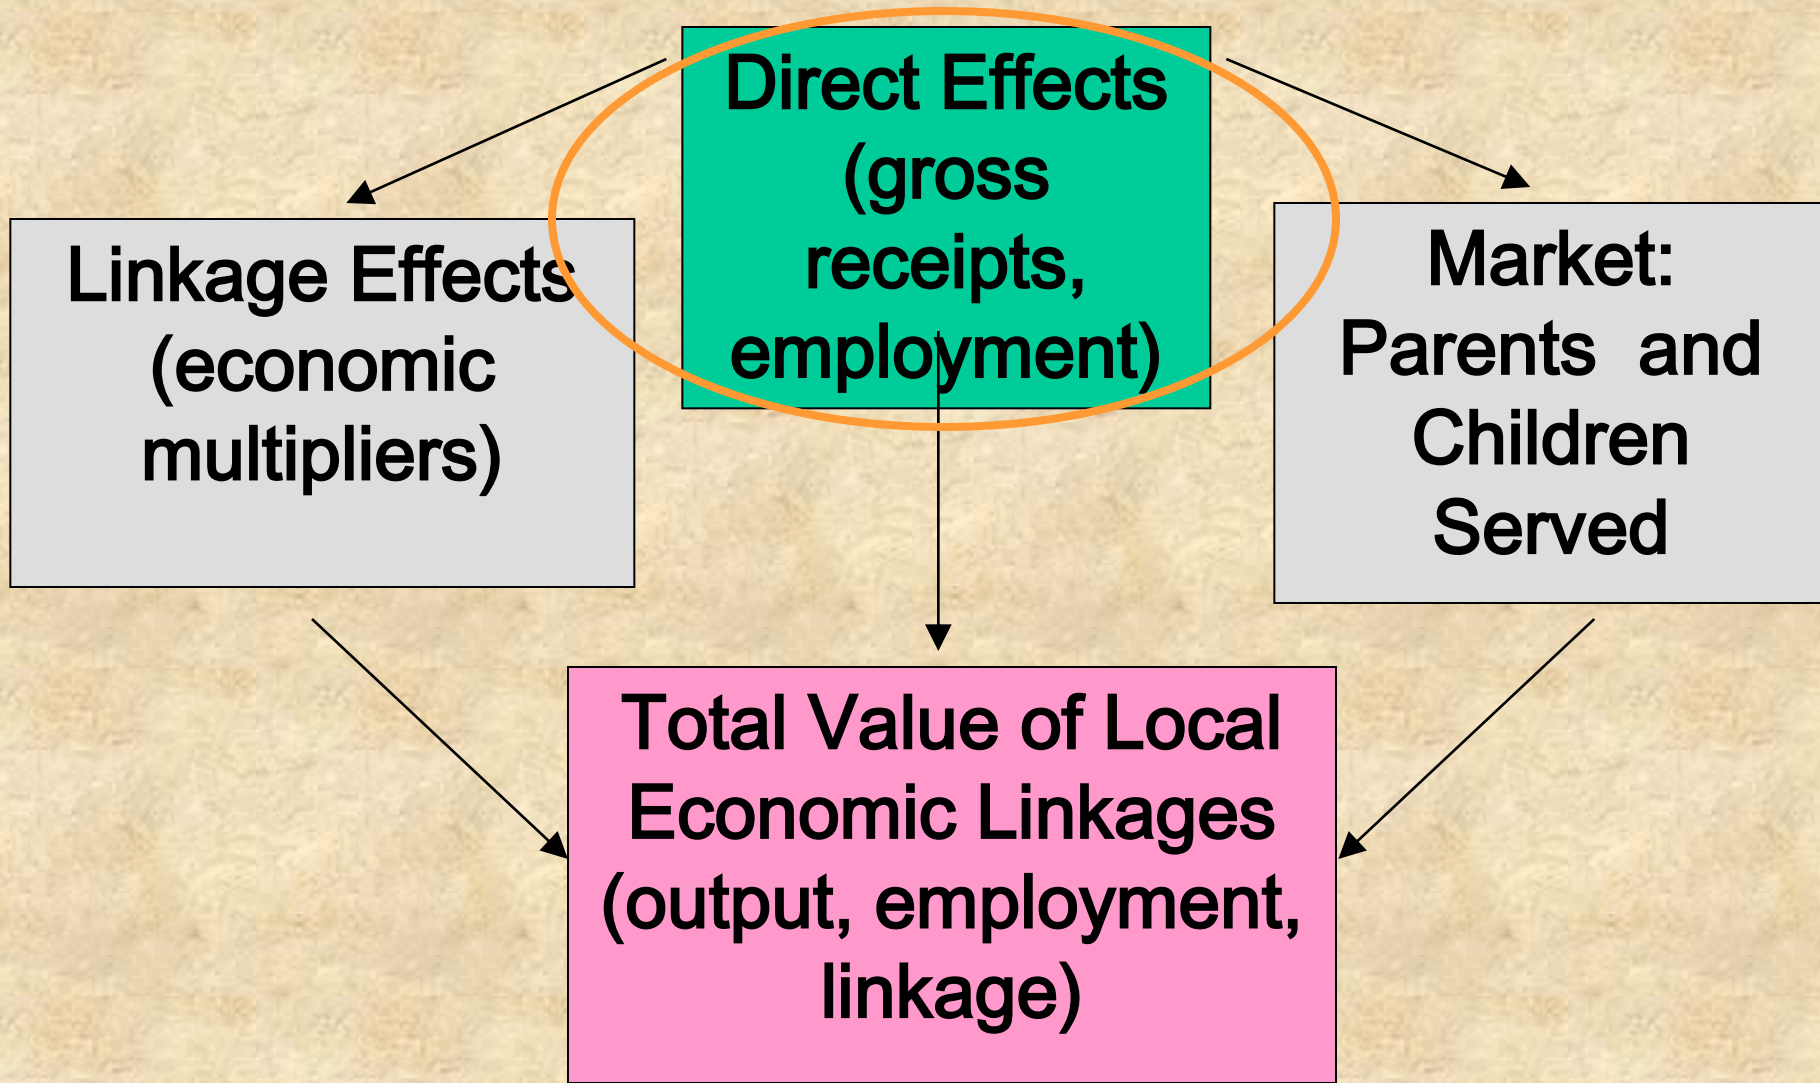 Direct Effects
(gross
receipts,
employment)
Linkage Effects
(economic
multipliers)
Market:
Parents and
Children
Served
Total Value of Local
Economic Linkages
(output, employment,
linkage)